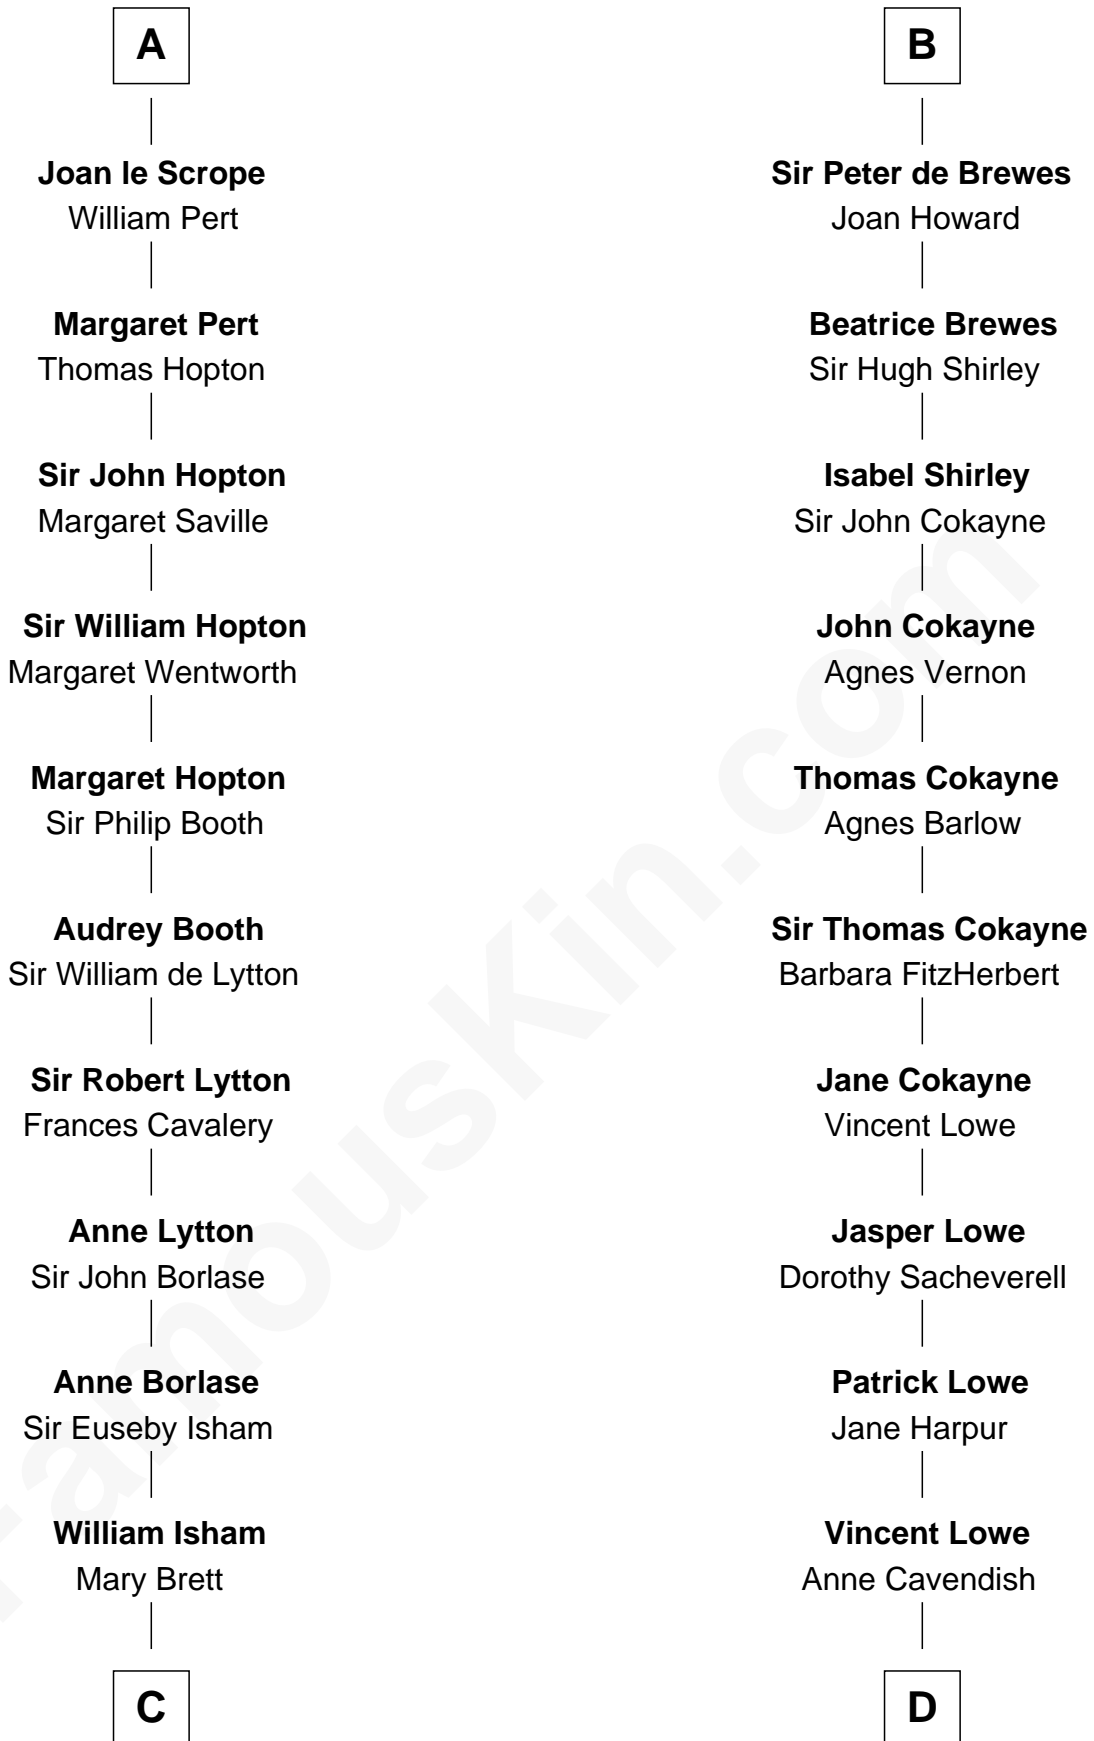 A
Joan le Scrope
William Pert
Margaret Pert
Thomas Hopton
Sir John Hopton
Margaret Saville
Sir William Hopton
Margaret Wentworth
Margaret Hopton
Sir Philip Booth
Audrey Booth
Sir William de Lytton
Sir Robert Lytton
Frances Cavalery
Anne Lytton
Sir John Borlase
Anne Borlase
Sir Euseby Isham
William Isham
Mary Brett
C
B
Sir Peter de Brewes
Joan Howard
Beatrice Brewes
Sir Hugh Shirley
Isabel Shirley
Sir John Cokayne
John Cokayne
Agnes Vernon
Thomas Cokayne
Agnes Barlow
Sir Thomas Cokayne
Barbara FitzHerbert
Jane Cokayne
Vincent Lowe
Jasper Lowe
Dorothy Sacheverell
Patrick Lowe
Jane Harpur
Vincent Lowe
Anne Cavendish
D
FamousKin.com